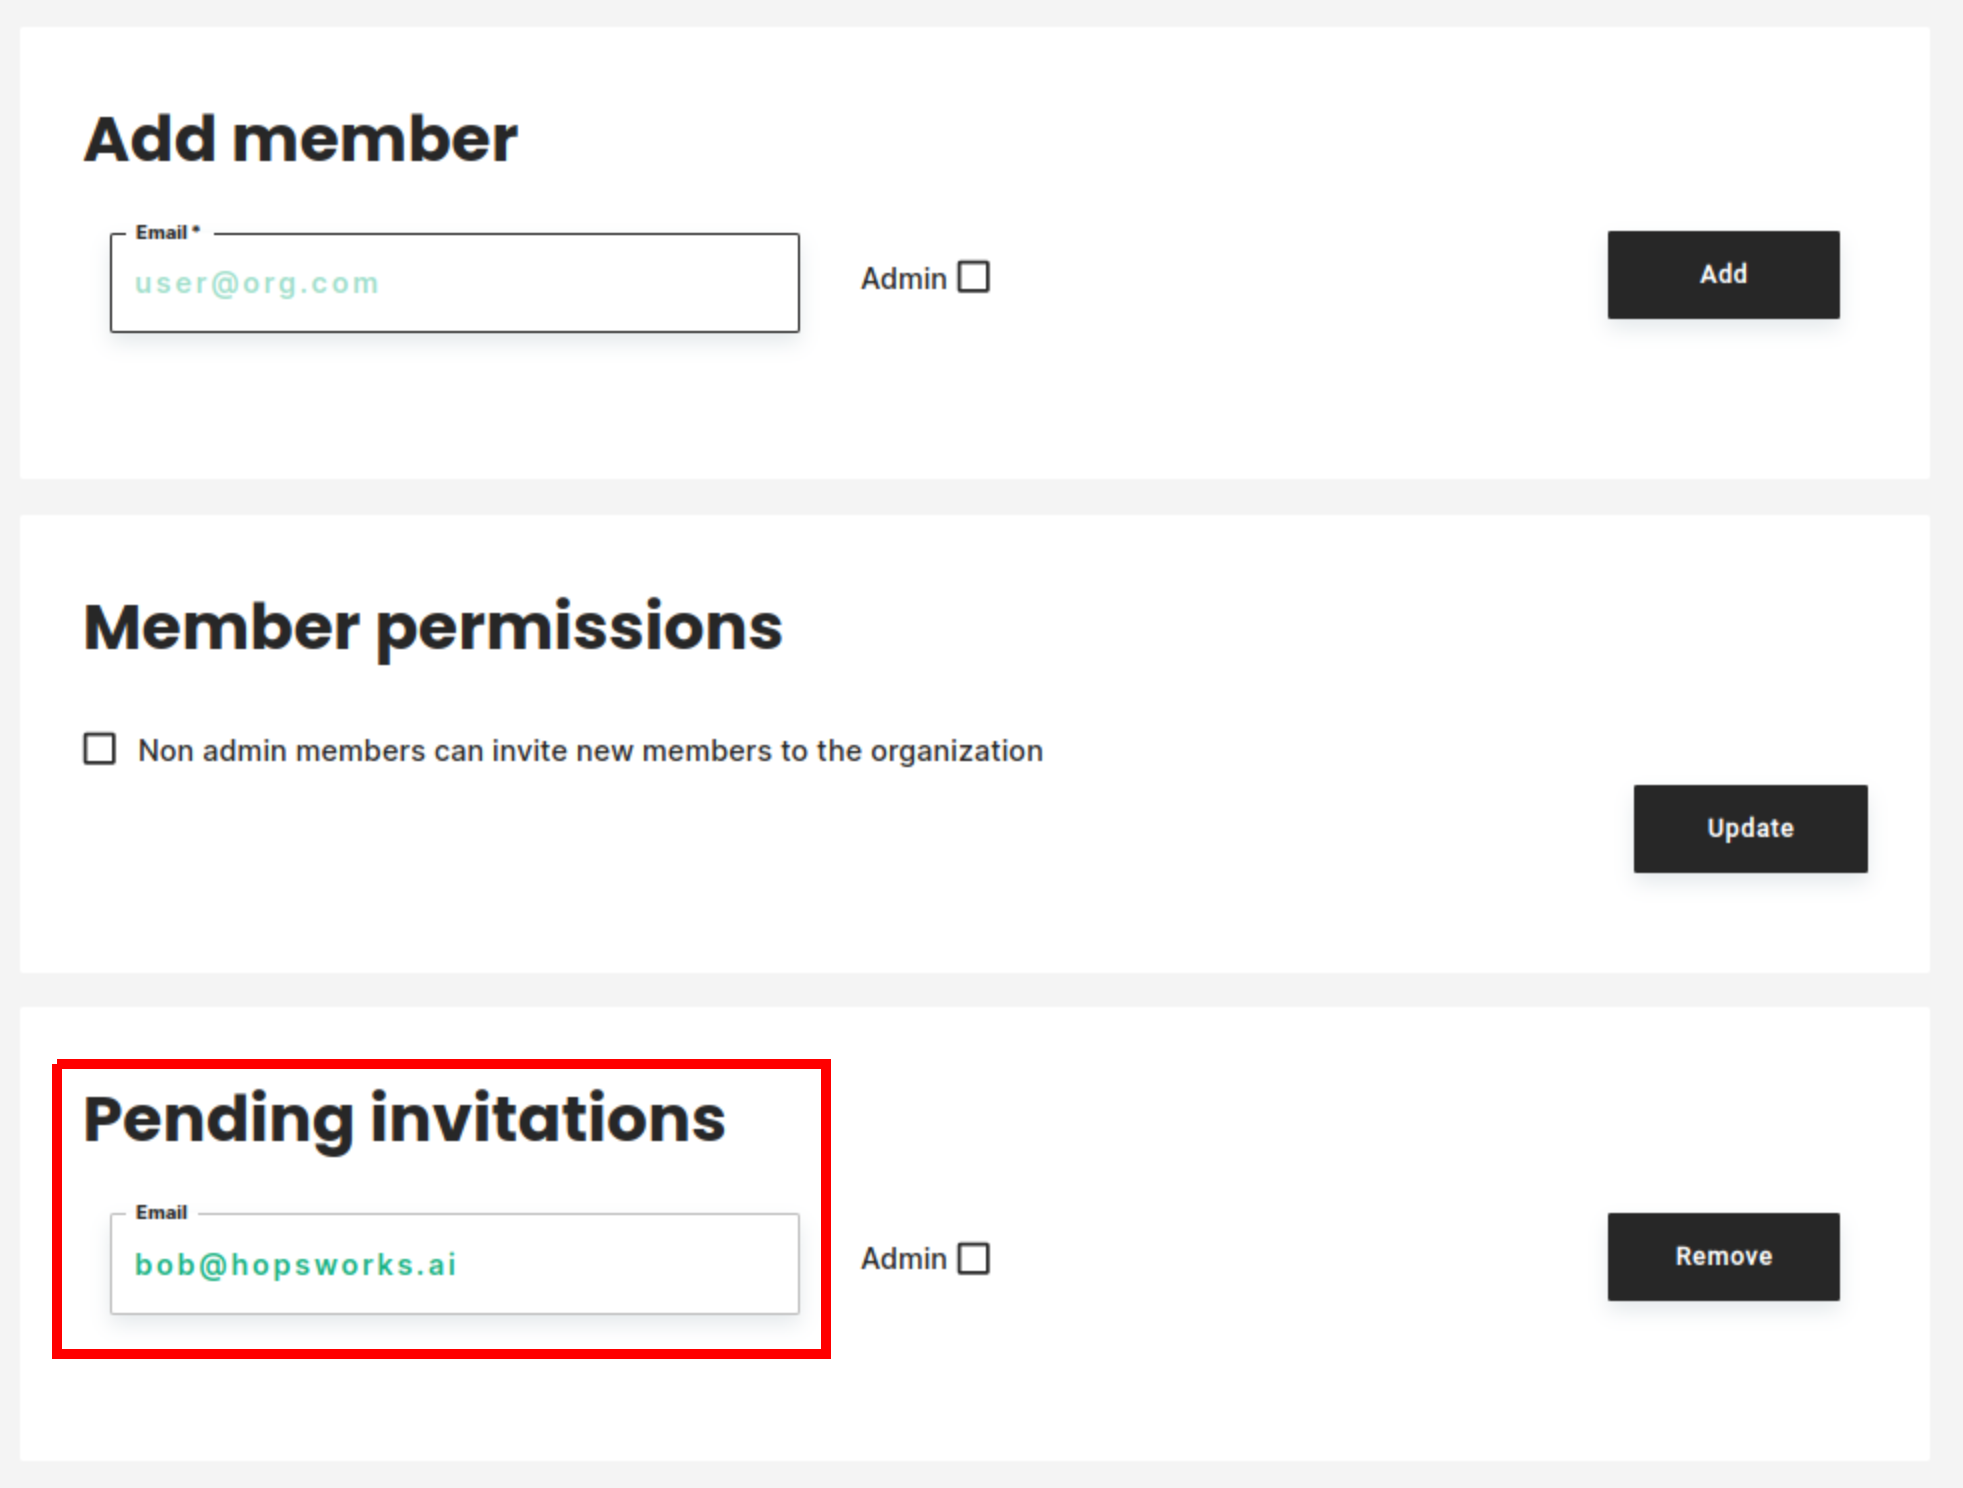 Add member
Email *
user@org.com
Admin
Add
Member permissions
Non admin members can invite new members to the organization
Update
Pending invitations
Email
bob@hopsworks.ai
Admin
Remove